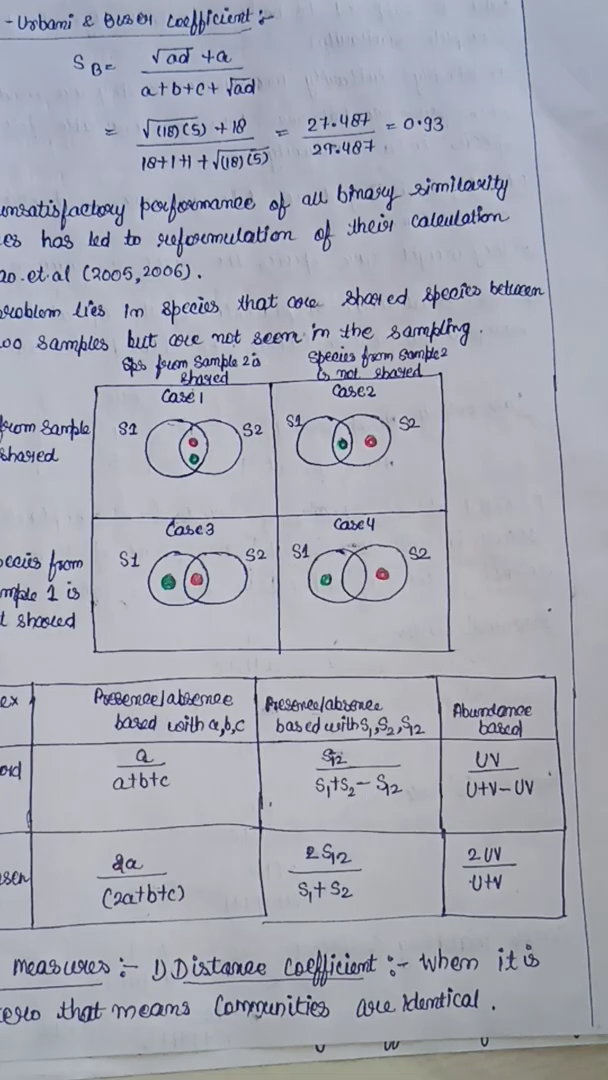 - Urbani & Buser Coefficient :-
S_B = (√ad + a) / (a+b+c+√ad)
= (√(18)(5) + 18) / (18+1+1+√(18)(5)) = 27.487 / 29.487 = 0.93
unsatisfactory performance of all binary similarity
es has led to reformulation of their calculation
ao. et al (2005, 2006).
problem lies in species that are shared species between
oo samples but are not seen in the sampling.
Sps from sample 2 is shared
Species from sample 2 is not shared
from sample
shared
Case 1
S1 S2
Case 2
S1 S2
ecies from
mple 1 is
t shared
Case 3
S1 S2
Case 4
S1 S2
ex
Presence/absence based with a,b,c
Presence/absence based with S₁,S₂,S₁₂
Abundance based
ard
a / (a+b+c)
S₁₂ / (S₁+S₂-S₁₂)
UV / (U+V-UV)
sen
2a / (2a+b+c)
2S₁₂ / (S₁+S₂)
2UV / (U+V)
measures :- 1) Distance coefficient :- when it is
zero that means Communities are identical.